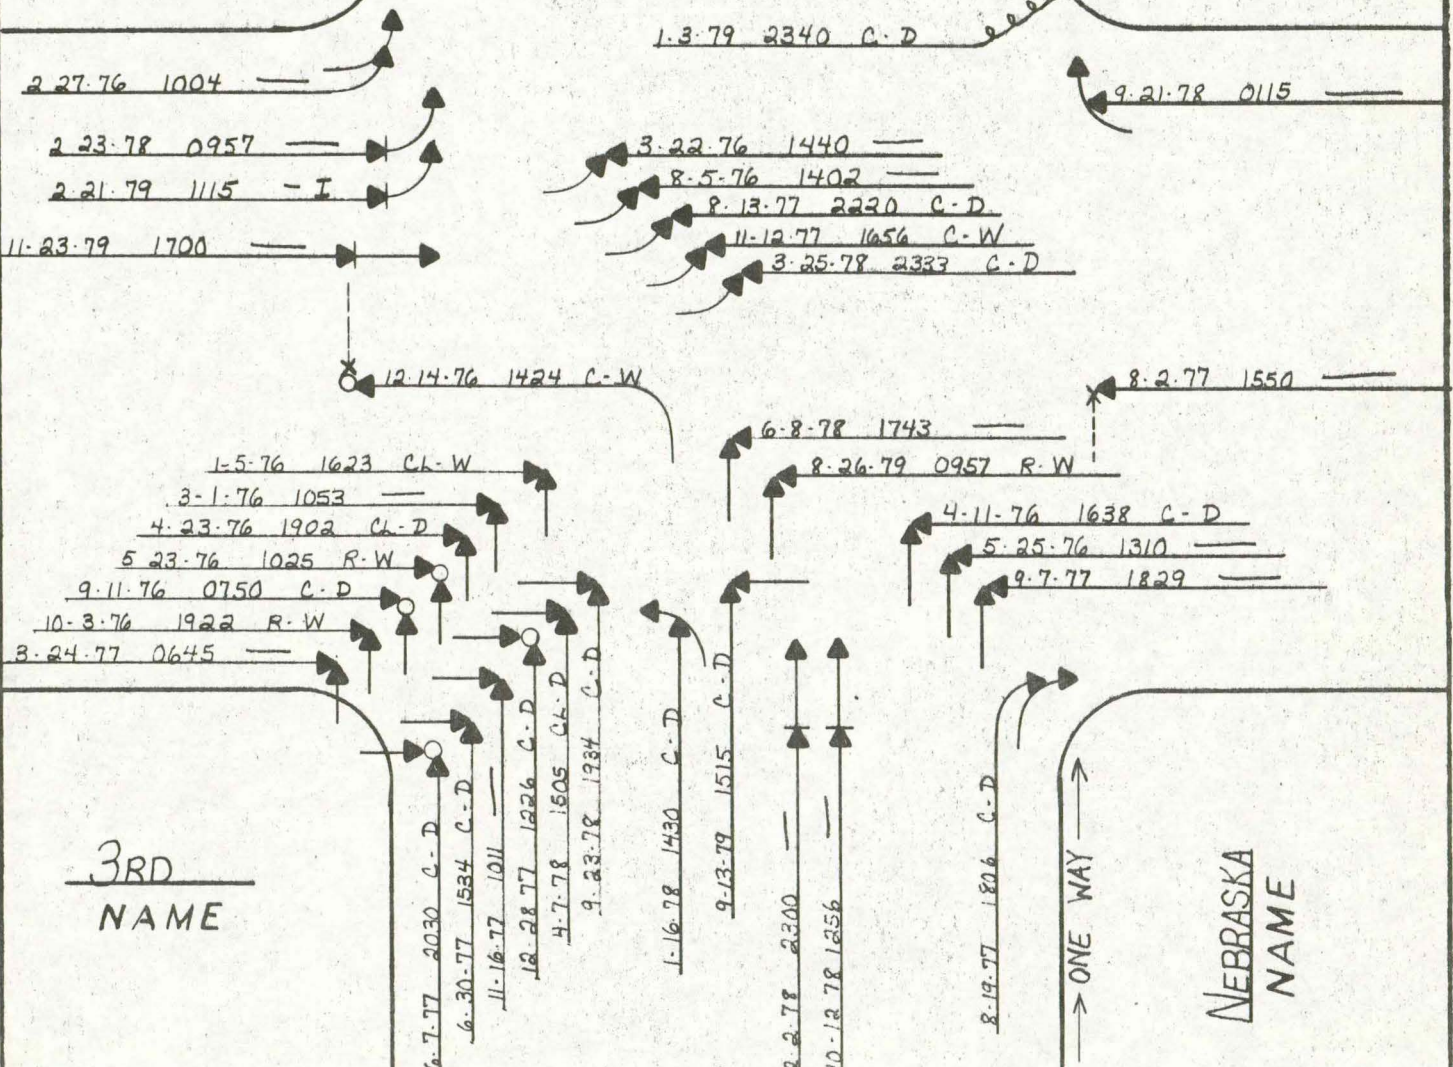 1·3·79 2340 C-D
2 27·76 1004 —
9·21·78 0115 —
2 23·78 0957 —
3·22·76 1440 —
8·5·76 1402 —
2·21·79 1115 - I
8·13·77 2220 C-D
11-23·79 1700 —
11-12·77 1656 C-W
3·25·78 2333 C-D
12·14·76 1424 C-W
8·2·77 1550 —
6·8·78 1743 —
1-5·76 1623 CL-W
8·26·79 0957 R-W
3-1·76 1053 —
4·23·76 1902 CL-D
4-11·76 1638 C-D
5 23·76 1025 R-W
5·25·76 1310 —
9·11·76 0750 C-D
9·7·77 1829 —
10-3·76 1922 R-W
3·24·77 0645 —
6·7·77 2030 C-D
6·30·77 1534 C-D
11·16·77 1011 —
12·28·77 1226 C-D
4·7·78 1505 CL-D
9·23·78 1934 C-D
1·16·78 1430 C-D
9·13·79 1515 C-D
2·2·78 2300 —
10·12 78 1256 —
8·19·77 1806 C-D
ONE WAY
3RD
NAME
NEBRASKA
NAME